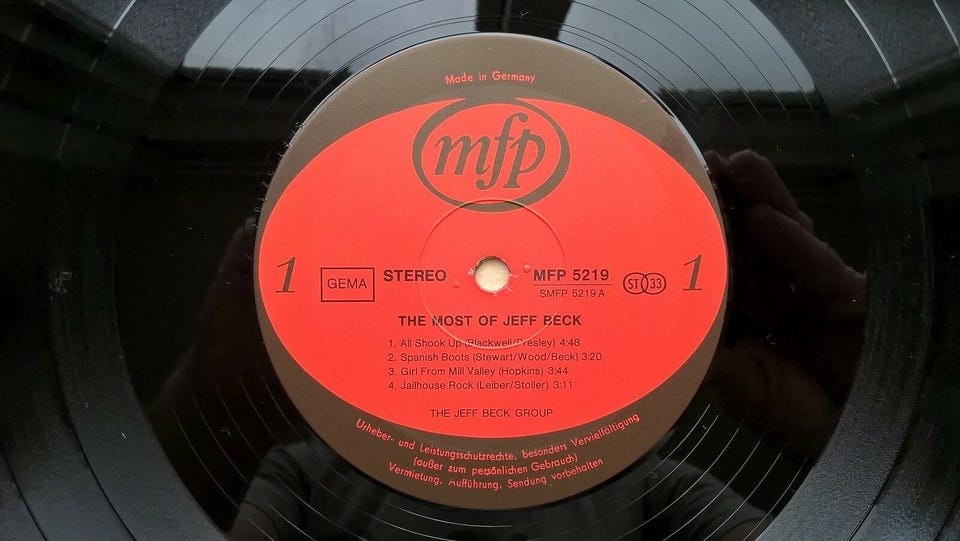 Made in Germany
mfp
1 GEMA STEREO MFP 5219 ST 33 1
SMFP 5219 A
THE MOST OF JEFF BECK
1. All Shook Up (Blackwell/Presley) 4:48
2. Spanish Boots (Stewart/Wood/Beck) 3:20
3. Girl From Mill Valley (Hopkins) 3:44
4. Jailhouse Rock (Leiber/Stoller) 3:11
THE JEFF BECK GROUP
Urheber- und Leistungsschutzrechte, besonders Vervielfältigung
(außer zum persönlichen Gebrauch)
Vermietung, Aufführung, Sendung vorbehalten